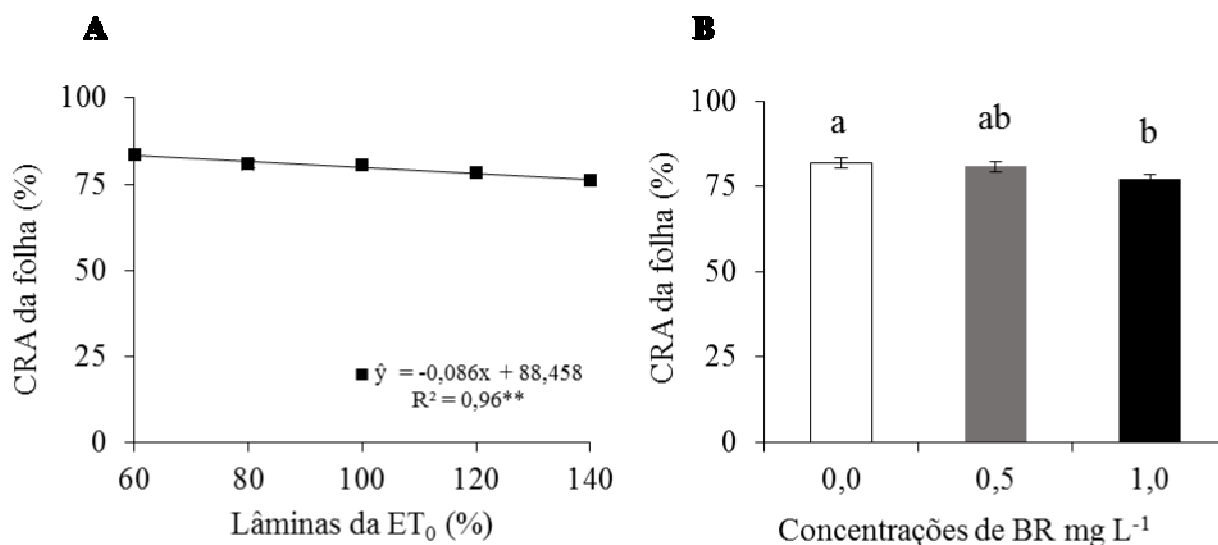 A
100
75
50
25
0
CRA da folha (%)
■ ŷ = -0,086x + 88,458
R² = 0,96**
60 80 100 120 140
Lâminas da ET₀ (%)
B
100
75
50
25
0
CRA da folha (%)
a ab b
0,0 0,5 1,0
Concentrações de BR mg L⁻¹